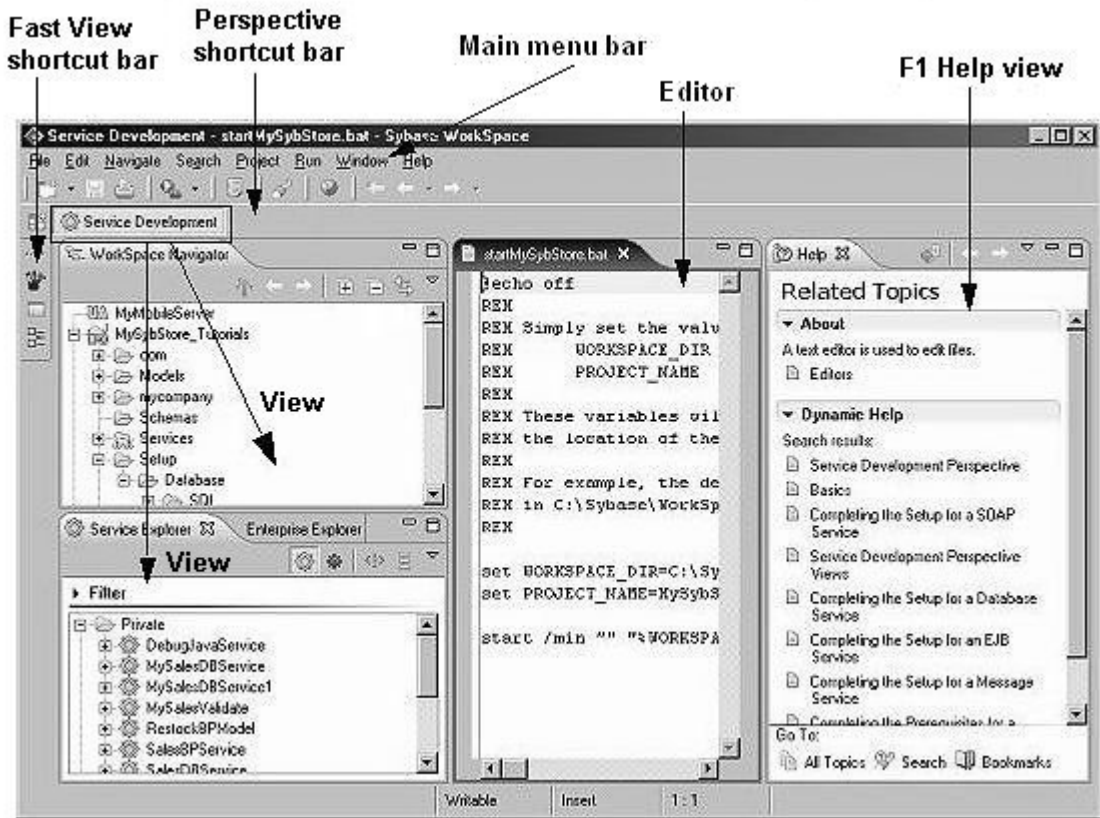 Fast View
shortcut bar
Perspective
shortcut bar
Main menu bar
Editor
F1 Help view
Service Development - startMySybStore.bat - Sybase WorkSpace
File Edit Navigate Search Project Run Window Help
Service Development
WorkSpace Navigator
MyMobileServer
MySybStore_Tutorials
com
Models
mycompany
Schemas
Services
Setup
Database
SQL
View
Service Explorer
Enterprise Explorer
View
Filter
Private
DebugJavaService
MySalesDBService
MySalesDBService1
MySalesValidate
RestockBPModel
SalesBPService
SalesDBService
startMySybStore.bat
@echo off
REM
REM Simply set the valu
REM WORKSPACE_DIR
REM PROJECT_NAME
REM
REM These variables wil
REM the location of the
REM
REM For example, the de
REM in C:\Sybase\WorkSp
REM
set WORKSPACE_DIR=C:\Sy
set PROJECT_NAME=MySybS
start /min "" "%WORKSPA
Help
Related Topics
About
A text editor is used to edit files.
Editors
Dynamic Help
Search results:
Service Development Perspective
Basics
Completing the Setup for a SOAP
Service
Service Development Perspective
Views
Completing the Setup for a Database
Service
Completing the Setup for an EJB
Service
Completing the Setup for a Message
Service
Completing the Prerequisites for a
Go To:
All Topics Search Bookmarks
Writable Insert 1 : 1